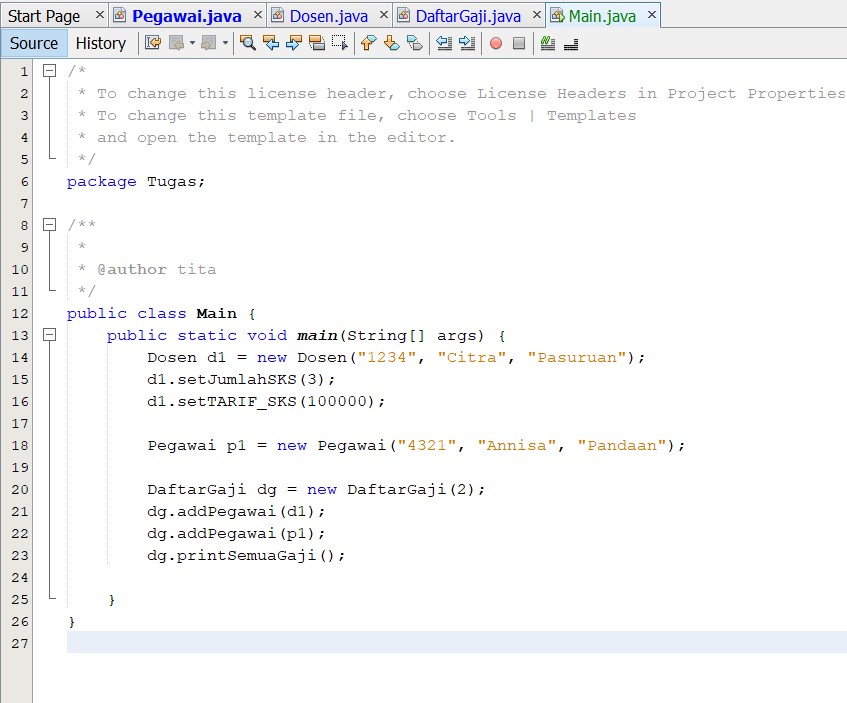 Start Page × Pegawai.java × Dosen.java × DaftarGaji.java × Main.java ×
Source History
1 /*
2 * To change this license header, choose License Headers in Project Properties
3 * To change this template file, choose Tools | Templates
4 * and open the template in the editor.
5 */
6 package Tugas;
7
8 /**
9 *
10 * @author tita
11 */
12 public class Main {
13 public static void main(String[] args) {
14 Dosen d1 = new Dosen("1234", "Citra", "Pasuruan");
15 d1.setJumlahSKS(3);
16 d1.setTARIF_SKS(100000);
17
18 Pegawai p1 = new Pegawai("4321", "Annisa", "Pandaan");
19
20 DaftarGaji dg = new DaftarGaji(2);
21 dg.addPegawai(d1);
22 dg.addPegawai(p1);
23 dg.printSemuaGaji();
24
25 }
26 }
27